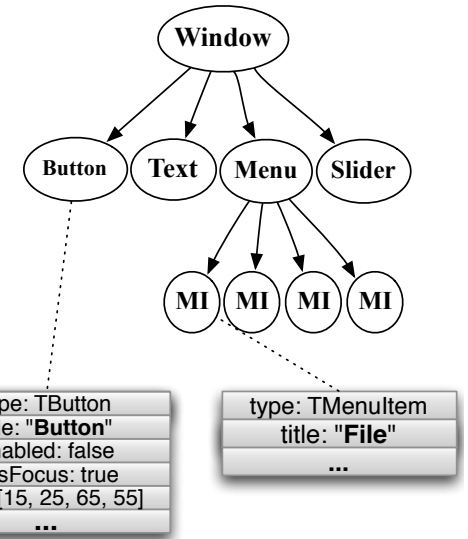 Window
Button Text Menu Slider
MI MI MI MI
pe: TButton
e: "Button"
abled: false
sFocus: true
[15, 25, 65, 55]
...
type: TMenuItem
title: "File"
...